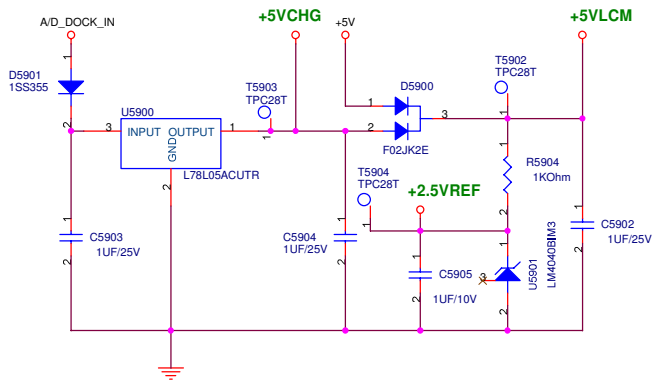 A/D_DOCK_IN
+5VCHG
+5V
+5VLCM
1
D5901
1SS355
2
U5900
3
INPUT
OUTPUT
GND
1
2
L78L05ACUTR
T5903
TPC28T
1
D5900
1
2
3
F02JK2E
T5902
TPC28T
1
1
R5904
1KOhm
2
T5904
TPC28T
1
+2.5VREF
1
C5903
1UF/25V
2
1
C5904
1UF/25V
2
1
C5905
1UF/10V
2
1
3
2
U5901
LM4040BIM3
1
C5902
1UF/25V
2